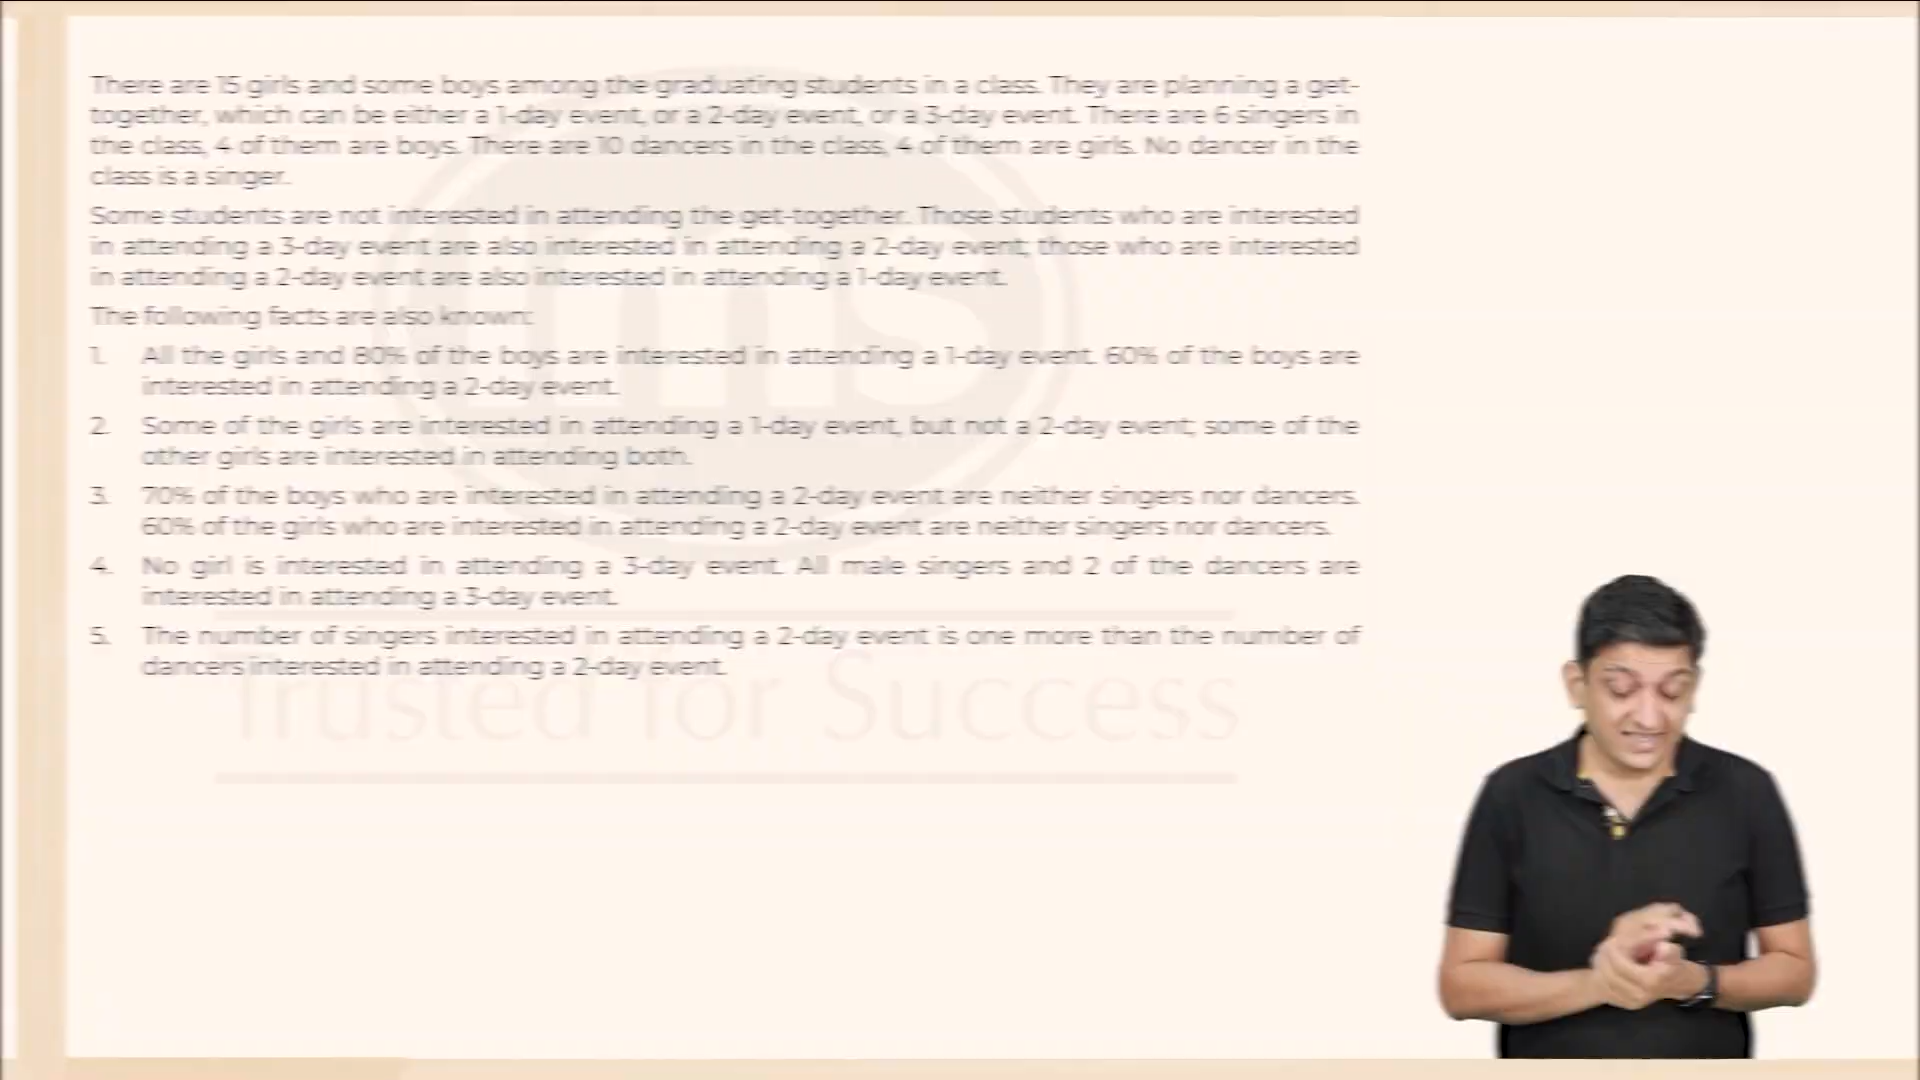 There are 15 girls and some boys among the graduating students in a class. They are planning a get-
together, which can be either a 1-day event, or a 2-day event, or a 3-day event. There are 6 singers in
the class, 4 of them are boys. There are 10 dancers in the class, 4 of them are girls. No dancer in the
class is a singer.
Some students are not interested in attending the get-together. Those students who are interested
in attending a 3-day event are also interested in attending a 2-day event; those who are interested
in attending a 2-day event are also interested in attending a 1-day event.
The following facts are also known:
1. All the girls and 80% of the boys are interested in attending a 1-day event. 60% of the boys are
interested in attending a 2-day event.
2. Some of the girls are interested in attending a 1-day event, but not a 2-day event; some of the
other girls are interested in attending both.
3. 70% of the boys who are interested in attending a 2-day event are neither singers nor dancers.
60% of the girls who are interested in attending a 2-day event are neither singers nor dancers.
4. No girl is interested in attending a 3-day event. All male singers and 2 of the dancers are
interested in attending a 3-day event.
5. The number of singers interested in attending a 2-day event is one more than the number of
dancers interested in attending a 2-day event.
ims
Trusted for Success